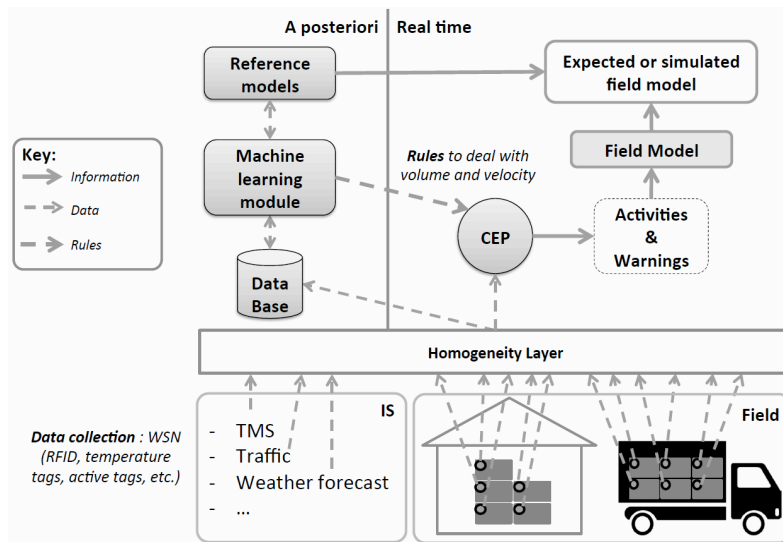 A posteriori
Real time
Reference
models
Expected or simulated
field model
Key:
Information
Data
Rules
Machine
learning
module
Rules to deal with
volume and velocity
Field Model
CEP
Activities
&
Warnings
Data
Base
Homogeneity Layer
IS
Field
Data collection : WSN
(RFID, temperature
tags, active tags, etc.)
- TMS
- Traffic
- Weather forecast
- ...